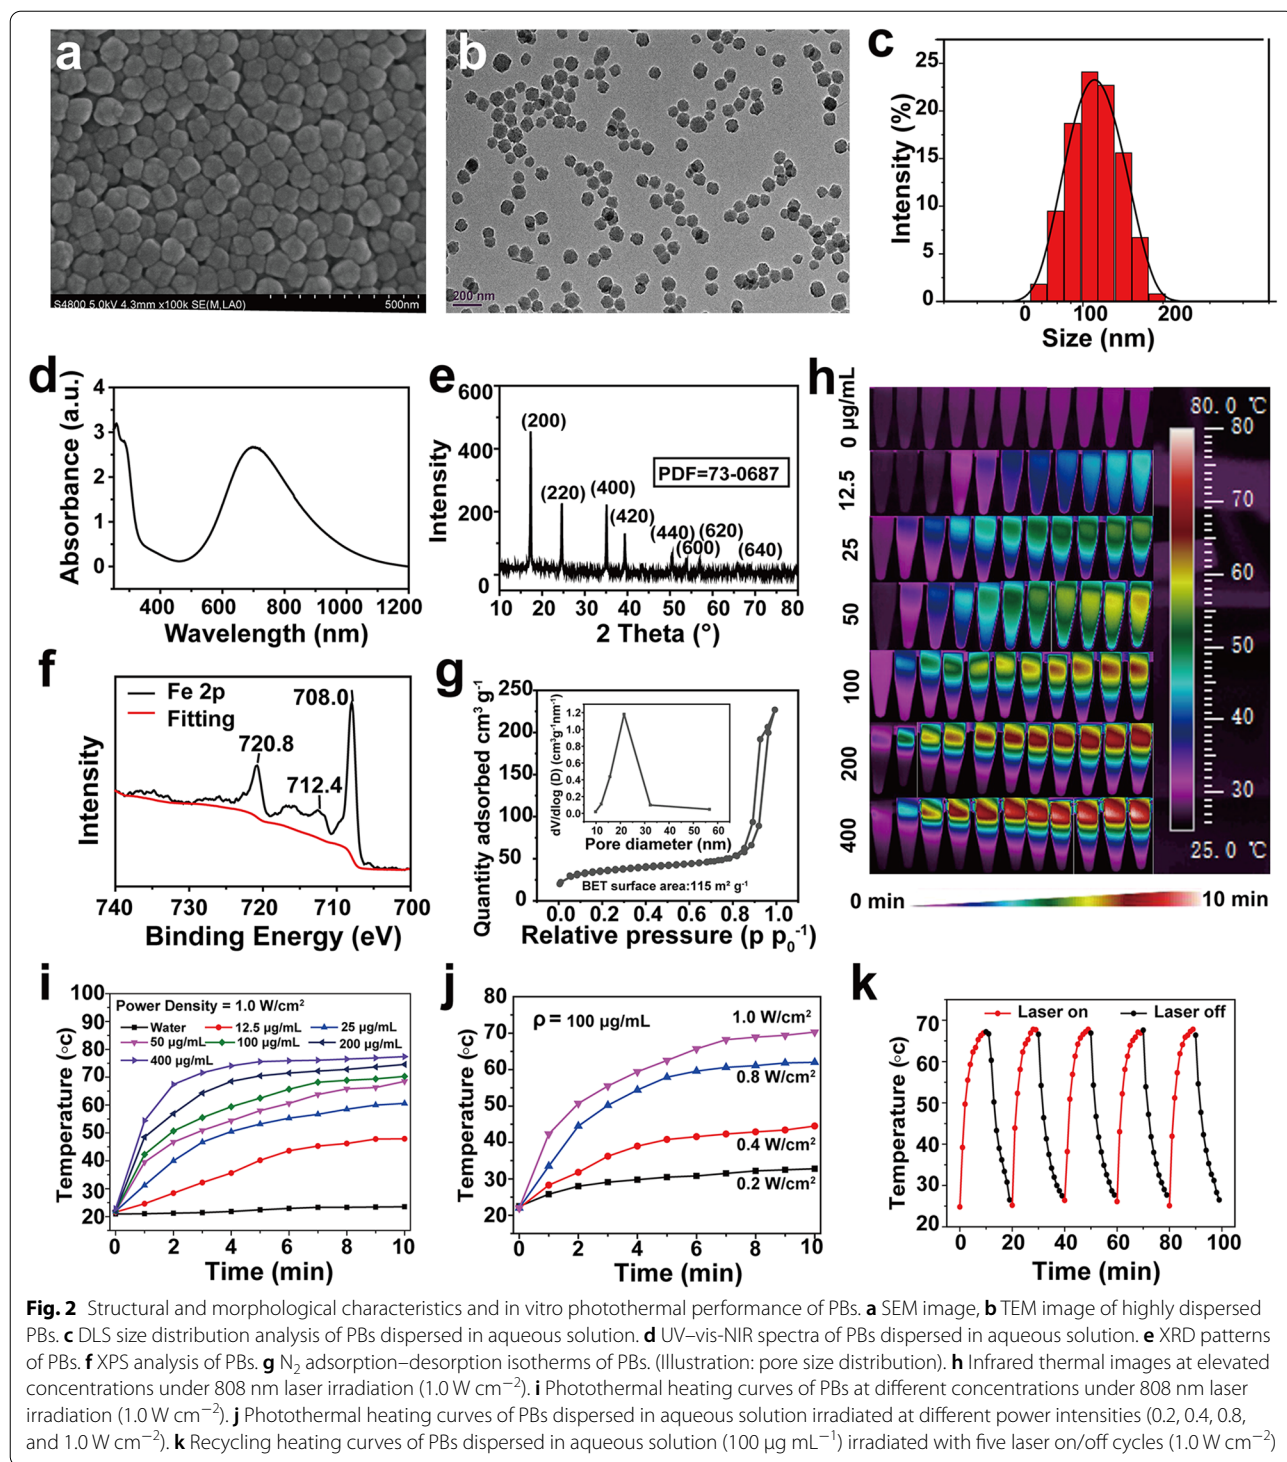 a
S4800 5.0kV 4.3mm x100k SE(M,LA0) 500nm
b
200 nm
c
Intensity (%)
25
20
15
10
5
0
0 100 200
Size (nm)
d
Absorbance (a.u.)
4
3
2
1
0
400 600 800 1000 1200
Wavelength (nm)
e
Intensity
600
400
200
0
(200)
(220)
(400)
(420)
(440)
(600)
(620)
(640)
PDF=73-0687
10 20 30 40 50 60 70 80
2 Theta (°)
h
0 µg/mL
12.5
25
50
100
200
400
80.0 ℃
80
70
60
50
40
30
25.0 ℃
0 min 10 min
f
Intensity
Fe 2p
Fitting
720.8
712.4
708.0
740 730 720 710 700
Binding Energy (eV)
g
Quantity adsorbed cm³ g⁻¹
250
200
150
100
50
0
dV/dlog (D) (cm³g⁻¹nm⁻¹)
1.2
1.0
0.8
0.6
0.4
0.2
0.0
10 20 30 40 50 60
Pore diameter (nm)
BET surface area:115 m² g⁻¹
0.0 0.2 0.4 0.6 0.8 1.0
Relative pressure (p p₀⁻¹)
i
Temperature (°c)
100
90
80
70
60
50
40
30
20
Power Density = 1.0 W/cm²
Water 12.5 µg/mL 25 µg/mL
50 µg/mL 100 µg/mL 200 µg/mL
400 µg/mL
0 2 4 6 8 10
Time (min)
j
Temperature (°c)
80
70
60
50
40
30
20
ρ = 100 µg/mL
1.0 W/cm²
0.8 W/cm²
0.4 W/cm²
0.2 W/cm²
0 2 4 6 8 10
Time (min)
k
Temperature (°c)
70
60
50
40
30
20
Laser on Laser off
0 20 40 60 80 100
Time (min)
Fig. 2 Structural and morphological characteristics and in vitro photothermal performance of PBs. a SEM image, b TEM image of highly dispersed
PBs. c DLS size distribution analysis of PBs dispersed in aqueous solution. d UV–vis-NIR spectra of PBs dispersed in aqueous solution. e XRD patterns
of PBs. f XPS analysis of PBs. g N₂ adsorption–desorption isotherms of PBs. (Illustration: pore size distribution). h Infrared thermal images at elevated
concentrations under 808 nm laser irradiation (1.0 W cm⁻²). i Photothermal heating curves of PBs at different concentrations under 808 nm laser
irradiation (1.0 W cm⁻²). j Photothermal heating curves of PBs dispersed in aqueous solution irradiated at different power intensities (0.2, 0.4, 0.8,
and 1.0 W cm⁻²). k Recycling heating curves of PBs dispersed in aqueous solution (100 µg mL⁻¹) irradiated with five laser on/off cycles (1.0 W cm⁻²)